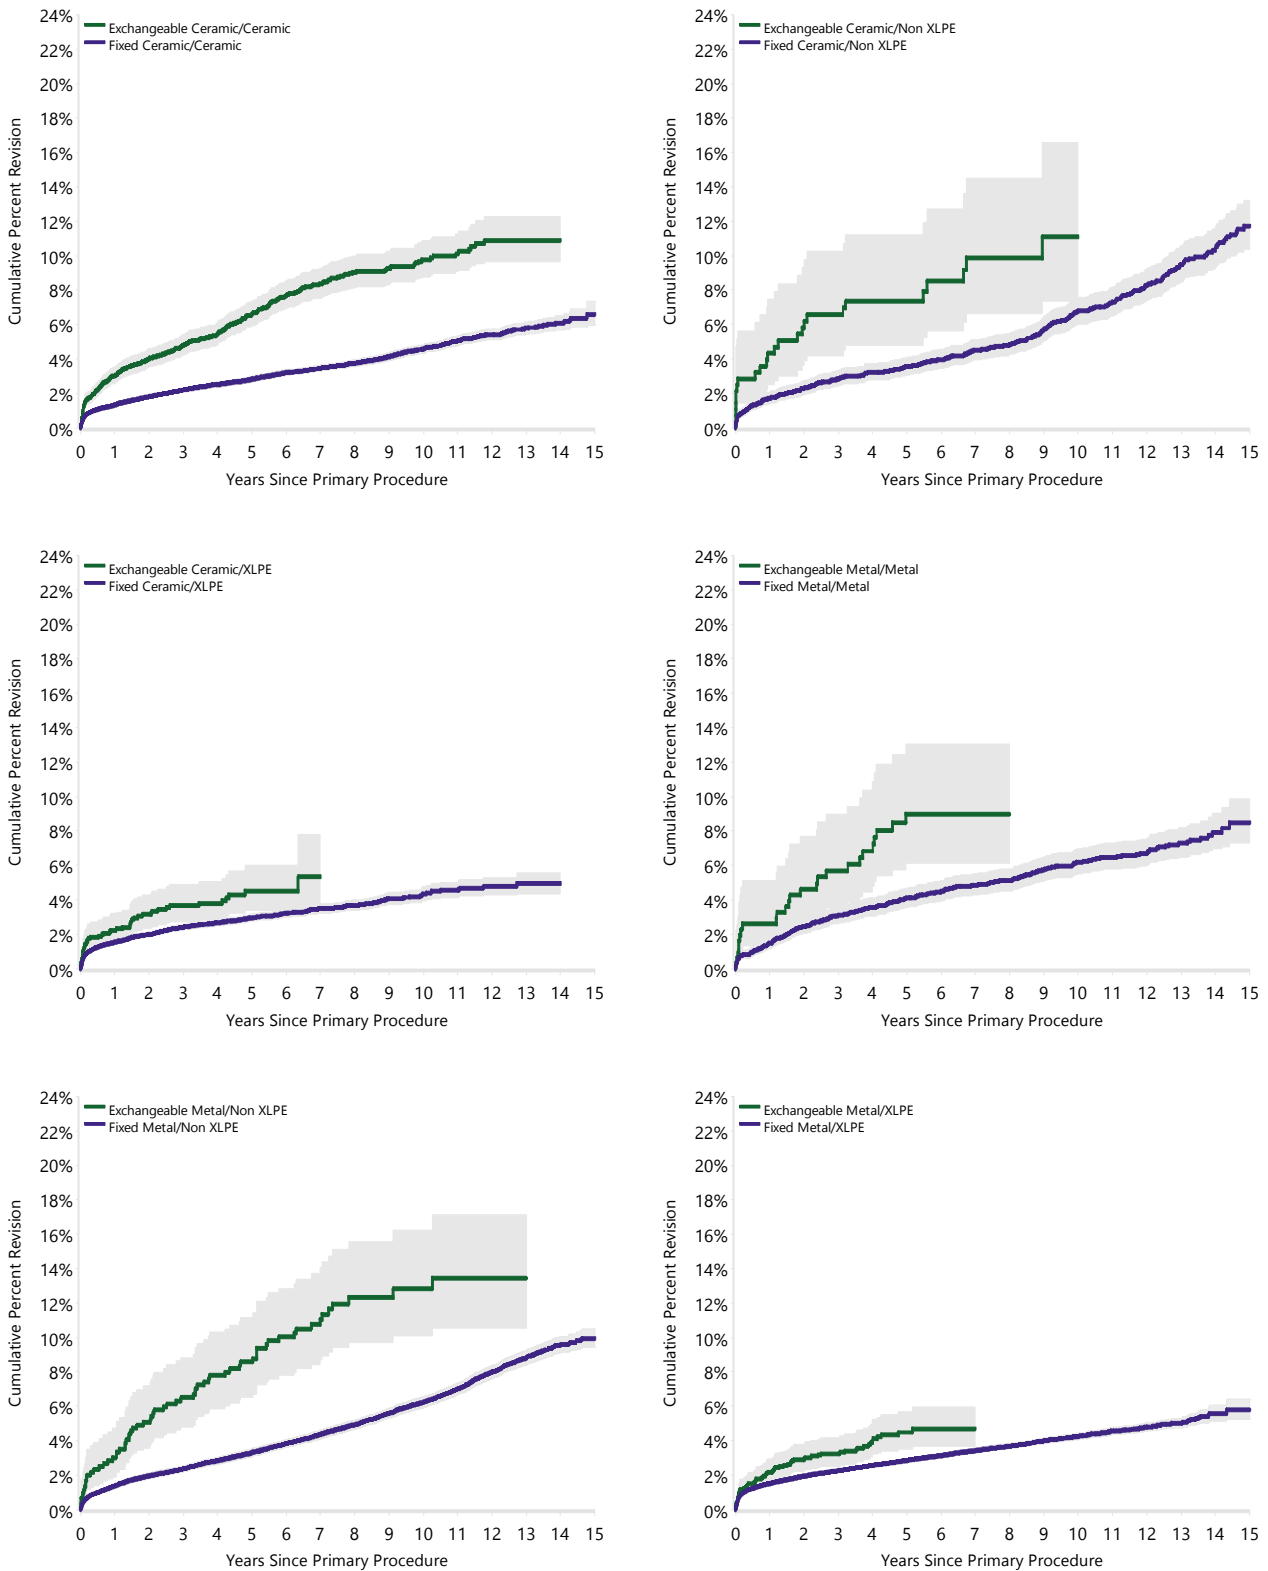 24%
22%
20%
18%
16%
14%
12%
10%
8%
6%
4%
2%
0%
Cumulative Percent Revision
Exchangeable Ceramic/Ceramic
Fixed Ceramic/Ceramic
0 1 2 3 4 5 6 7 8 9 10 11 12 13 14 15
Years Since Primary Procedure
24%
22%
20%
18%
16%
14%
12%
10%
8%
6%
4%
2%
0%
Cumulative Percent Revision
Exchangeable Ceramic/Non XLPE
Fixed Ceramic/Non XLPE
0 1 2 3 4 5 6 7 8 9 10 11 12 13 14 15
Years Since Primary Procedure
24%
22%
20%
18%
16%
14%
12%
10%
8%
6%
4%
2%
0%
Cumulative Percent Revision
Exchangeable Ceramic/XLPE
Fixed Ceramic/XLPE
0 1 2 3 4 5 6 7 8 9 10 11 12 13 14 15
Years Since Primary Procedure
24%
22%
20%
18%
16%
14%
12%
10%
8%
6%
4%
2%
0%
Cumulative Percent Revision
Exchangeable Metal/Metal
Fixed Metal/Metal
0 1 2 3 4 5 6 7 8 9 10 11 12 13 14 15
Years Since Primary Procedure
24%
22%
20%
18%
16%
14%
12%
10%
8%
6%
4%
2%
0%
Cumulative Percent Revision
Exchangeable Metal/Non XLPE
Fixed Metal/Non XLPE
0 1 2 3 4 5 6 7 8 9 10 11 12 13 14 15
Years Since Primary Procedure
24%
22%
20%
18%
16%
14%
12%
10%
8%
6%
4%
2%
0%
Cumulative Percent Revision
Exchangeable Metal/XLPE
Fixed Metal/XLPE
0 1 2 3 4 5 6 7 8 9 10 11 12 13 14 15
Years Since Primary Procedure